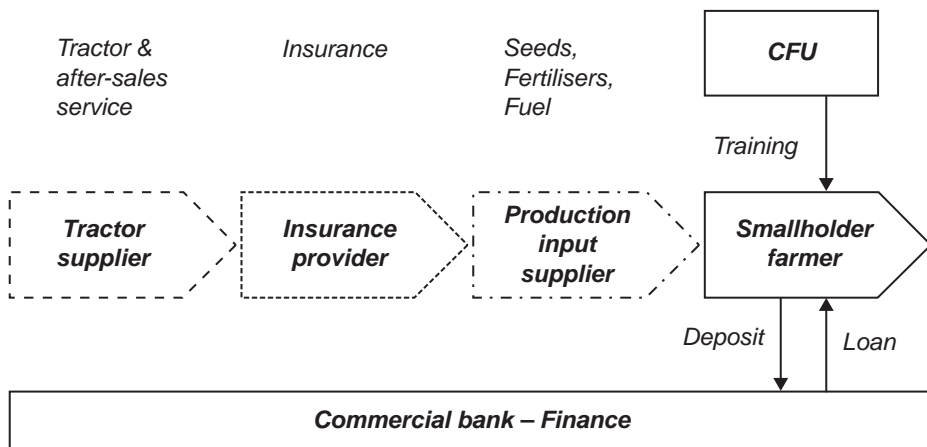 Tractor &
after-sales
service
Insurance
Seeds,
Fertilisers,
Fuel
CFU
Training
Tractor
supplier
Insurance
provider
Production
input
supplier
Smallholder
farmer
Deposit
Loan
Commercial bank – Finance